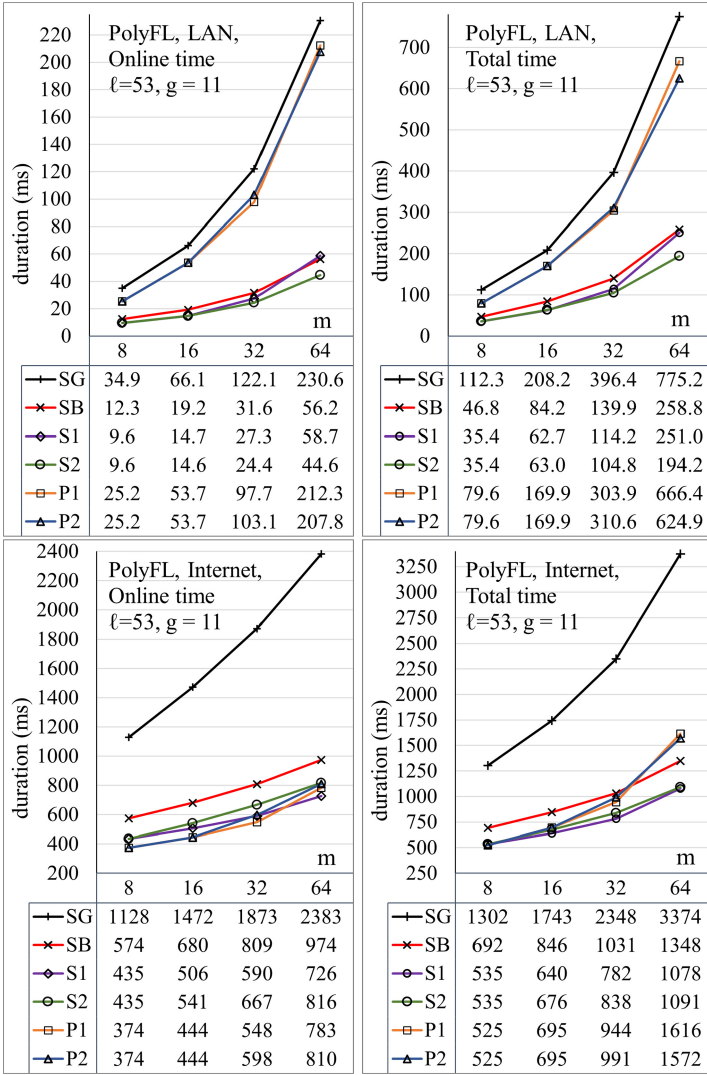 PolyFL, LAN,
Online time
ℓ=53, g = 11
220
200
180
160
140
120
100
80
60
40
20
0
duration (ms)
m
8 16 32 64
SG 34.9 66.1 122.1 230.6
SB 12.3 19.2 31.6 56.2
S1 9.6 14.7 27.3 58.7
S2 9.6 14.6 24.4 44.6
P1 25.2 53.7 97.7 212.3
P2 25.2 53.7 103.1 207.8
PolyFL, LAN,
Total time
ℓ=53, g = 11
700
600
500
400
300
200
100
0
duration (ms)
m
8 16 32 64
SG 112.3 208.2 396.4 775.2
SB 46.8 84.2 139.9 258.8
S1 35.4 62.7 114.2 251.0
S2 35.4 63.0 104.8 194.2
P1 79.6 169.9 303.9 666.4
P2 79.6 169.9 310.6 624.9
PolyFL, Internet,
Online time
ℓ=53, g = 11
2400
2200
2000
1800
1600
1400
1200
1000
800
600
400
200
duration (ms)
m
8 16 32 64
SG 1128 1472 1873 2383
SB 574 680 809 974
S1 435 506 590 726
S2 435 541 667 816
P1 374 444 548 783
P2 374 444 598 810
PolyFL, Internet,
Total time
ℓ=53, g = 11
3250
3000
2750
2500
2250
2000
1750
1500
1250
1000
750
500
250
duration (ms)
m
8 16 32 64
SG 1302 1743 2348 3374
SB 692 846 1031 1348
S1 535 640 782 1078
S2 535 676 838 1091
P1 525 695 944 1616
P2 525 695 991 1572